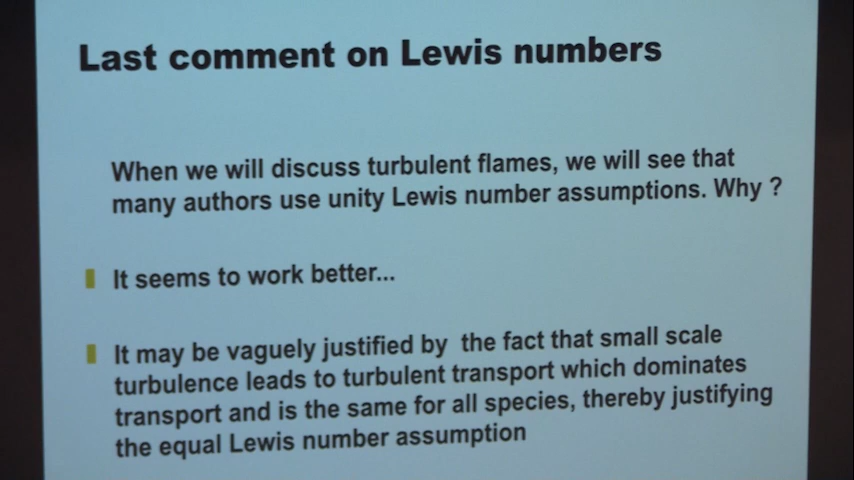 Last comment on Lewis numbers
When we will discuss turbulent flames, we will see that
many authors use unity Lewis number assumptions. Why ?
It seems to work better...
It may be vaguely justified by the fact that small scale
turbulence leads to turbulent transport which dominates
transport and is the same for all species, thereby justifying
the equal Lewis number assumption